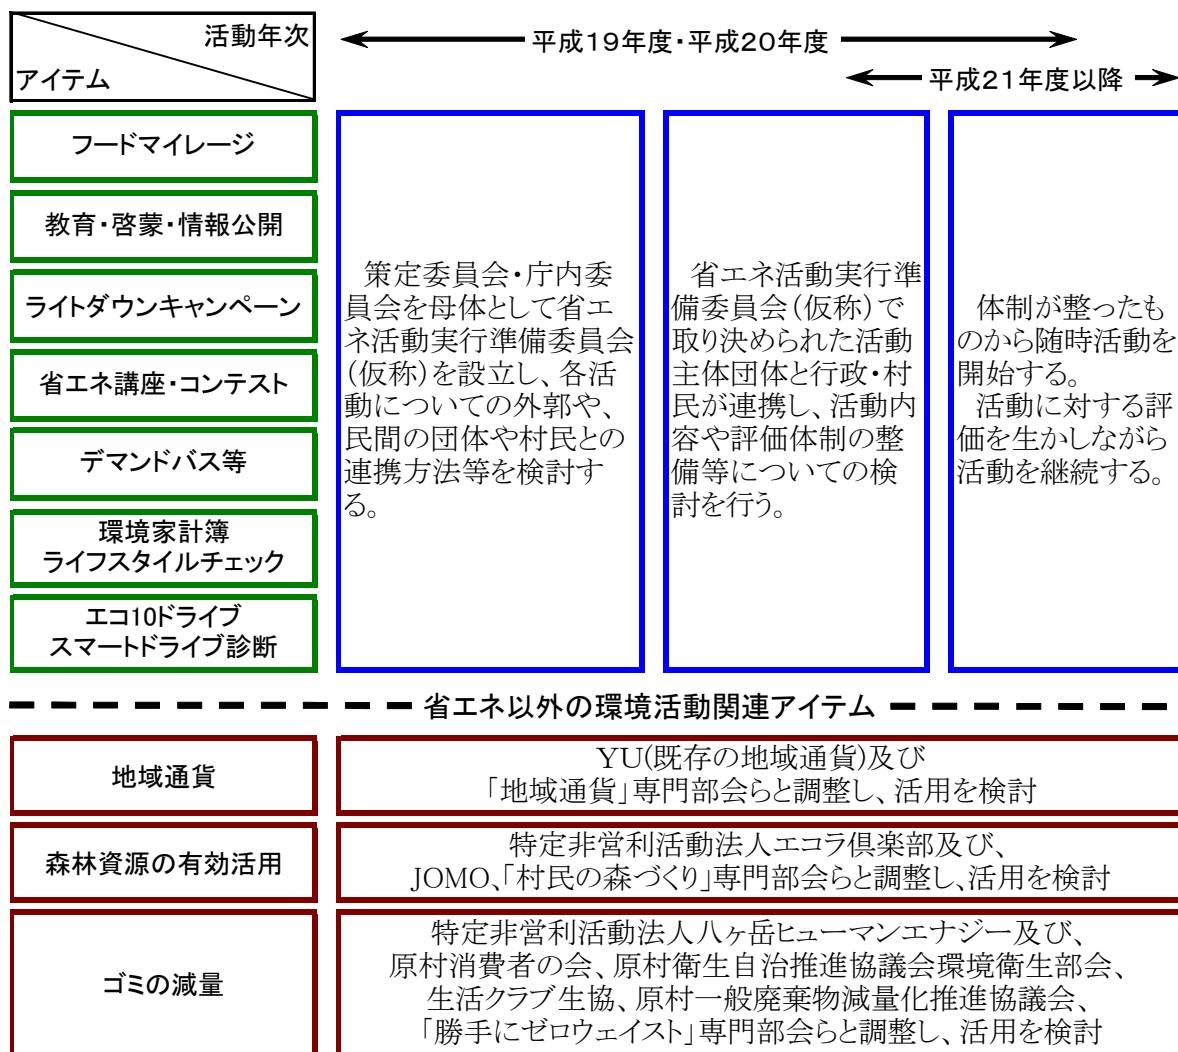 活動年次
アイテム
平成19年度・平成20年度
平成21年度以降
フードマイレージ
教育・啓蒙・情報公開
ライトダウンキャンペーン
省エネ講座・コンテスト
デマンドバス等
環境家計簿
ライフスタイルチェック
エコ10ドライブ
スマートドライブ診断
策定委員会・庁内委
員会を母体として省エ
ネ活動実行準備委員会
(仮称)を設立し、各活
動についての外郭や、
民間の団体や村民との
連携方法等を検討す
る。
省エネ活動実行準
備委員会(仮称)で
取り決められた活動
主体団体と行政・村
民が連携し、活動内
容や評価体制の整
備等についての検
討を行う。
体制が整ったも
のから随時活動を
開始する。
活動に対する評
価を生かしながら
活動を継続する。
省エネ以外の環境活動関連アイテム
地域通貨
YU(既存の地域通貨)及び
「地域通貨」専門部会らと調整し、活用を検討
森林資源の有効活用
特定非営利活動法人エコラ倶楽部及び、
JOMO、「村民の森づくり」専門部会らと調整し、活用を検討
ゴミの減量
特定非営利活動法人八ヶ岳ヒューマンエナジー及び、
原村消費者の会、原村衛生自治推進協議会環境衛生部会、
生活クラブ生協、原村一般廃棄物減量化推進協議会、
「勝手にゼロウェイスト」専門部会らと調整し、活用を検討